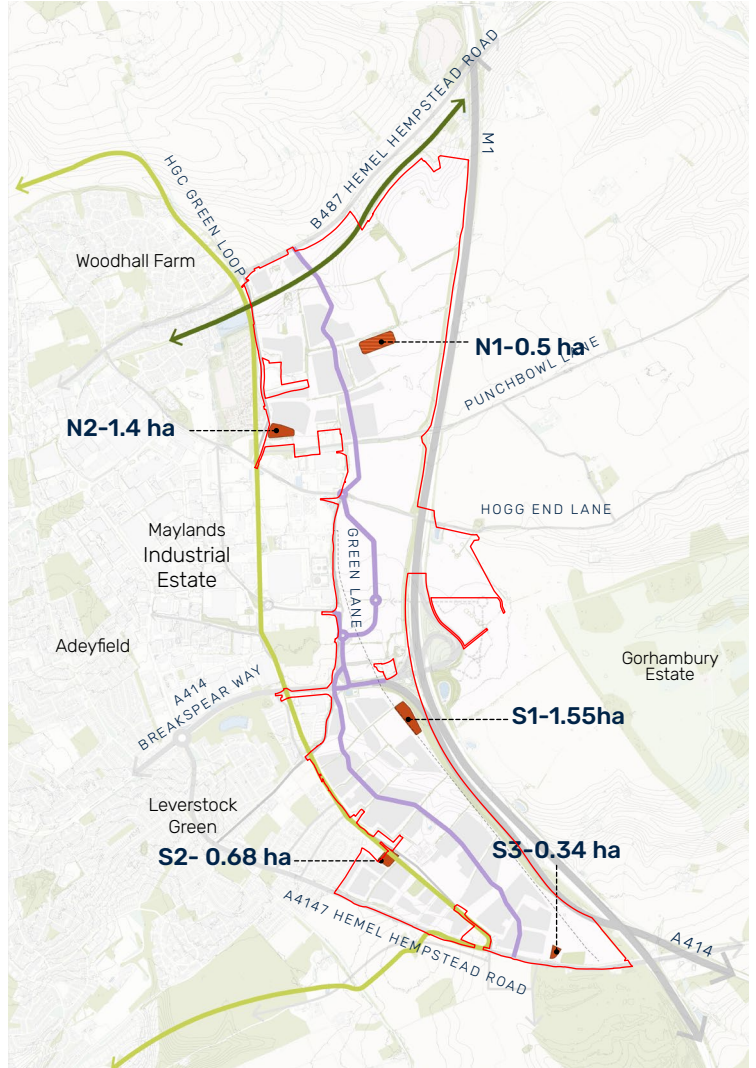 B487 HEMEL HEMPSTEAD ROAD
M1
HGC GREEN LOOP
Woodhall Farm
N1-0.5 ha
PUNCHBOWL LANE
N2-1.4 ha
HOGG END LANE
Maylands
Industrial
Estate
GREEN LANE
Adeyfield
Gorhambury
Estate
A414
BREAKSPEAR WAY
S1-1.55ha
Leverstock
Green
S2- 0.68 ha
S3-0.34 ha
A4147 HEMEL HEMPSTEAD ROAD
A414